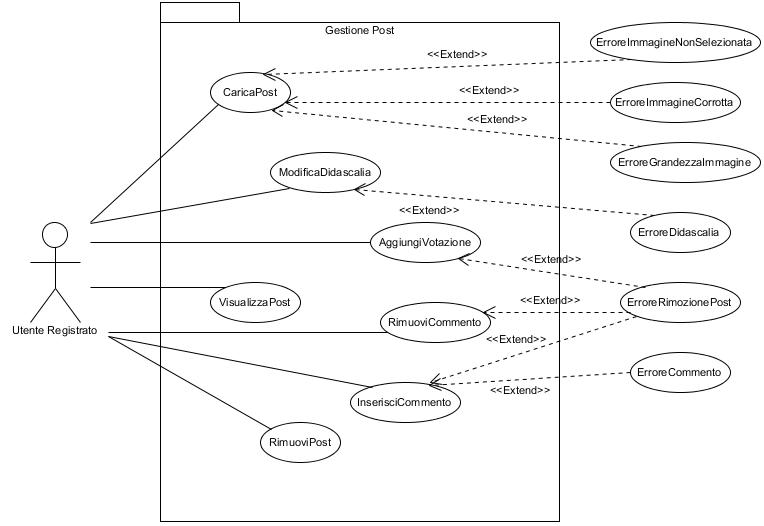 Gestione Post
ErroreImmagineNonSelezionata
<<Extend>>
CaricaPost
<<Extend>>
ErroreImmagineCorrotta
<<Extend>>
ErroreGrandezzaImmagine
ModificaDidascalia
<<Extend>>
ErroreDidascalia
AggiungiVotazione
<<Extend>>
VisualizzaPost
<<Extend>>
ErroreRimozionePost
RimuoviCommento
Utente Registrato
<<Extend>>
ErroreCommento
<<Extend>>
InserisciCommento
RimuoviPost